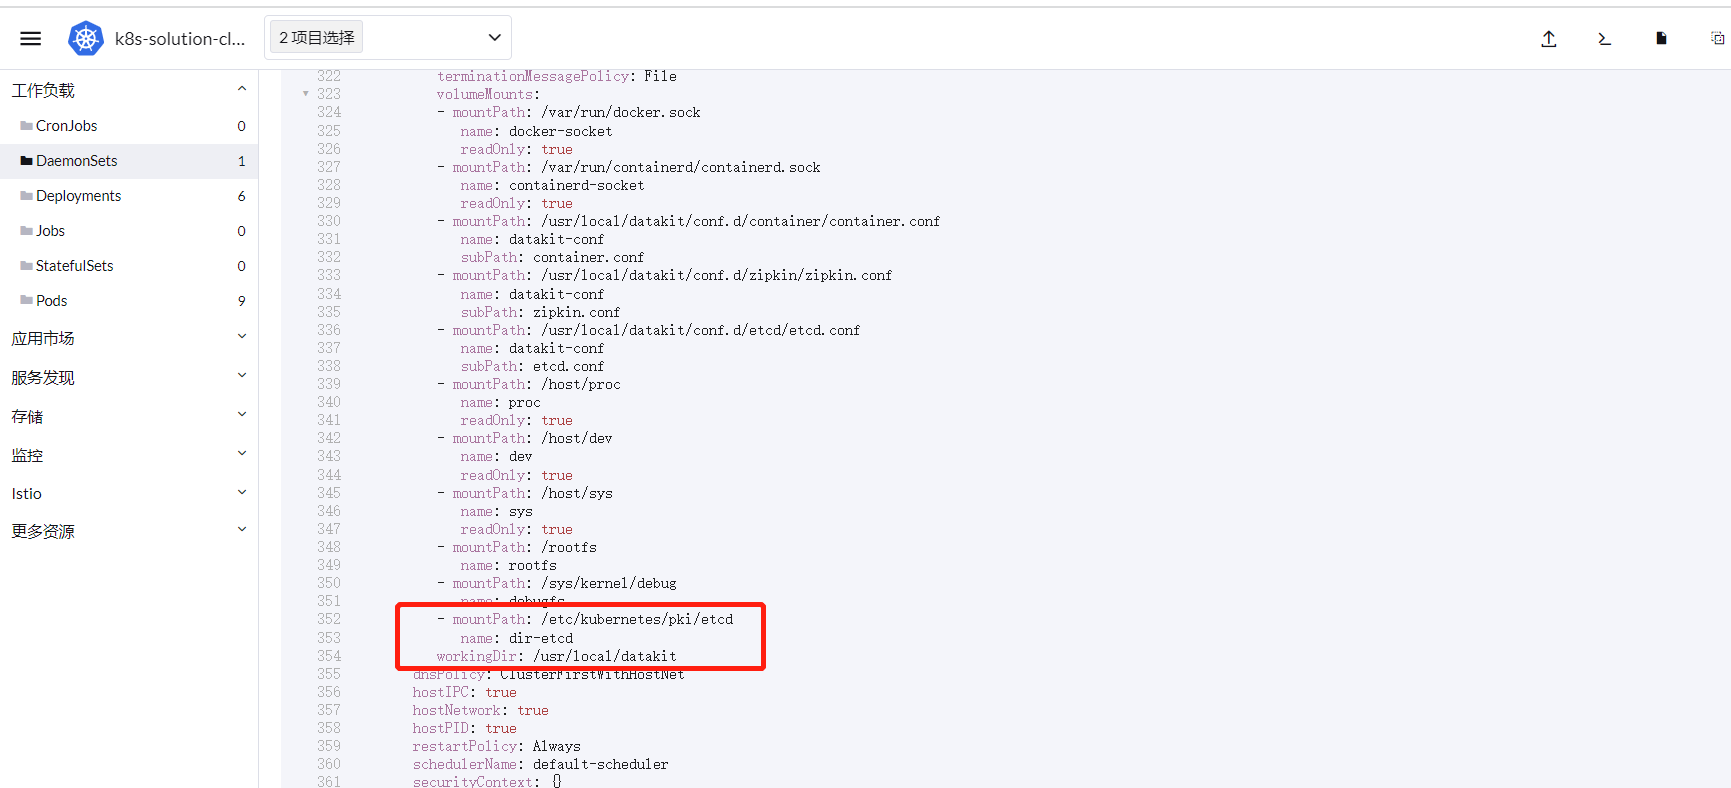 k8s-solution-cl...
2 项目选择
工作负载
CronJobs 0
DaemonSets 1
Deployments 6
Jobs 0
StatefulSets 0
Pods 9
应用市场
服务发现
存储
监控
Istio
更多资源
322 terminationMessagePolicy: File
323 volumeMounts:
324 - mountPath: /var/run/docker.sock
325 name: docker-socket
326 readOnly: true
327 - mountPath: /var/run/containerd/containerd.sock
328 name: containerd-socket
329 readOnly: true
330 - mountPath: /usr/local/datakit/conf.d/container/container.conf
331 name: datakit-conf
332 subPath: container.conf
333 - mountPath: /usr/local/datakit/conf.d/zipkin/zipkin.conf
334 name: datakit-conf
335 subPath: zipkin.conf
336 - mountPath: /usr/local/datakit/conf.d/etcd/etcd.conf
337 name: datakit-conf
338 subPath: etcd.conf
339 - mountPath: /host/proc
340 name: proc
341 readOnly: true
342 - mountPath: /host/dev
343 name: dev
344 readOnly: true
345 - mountPath: /host/sys
346 name: sys
347 readOnly: true
348 - mountPath: /rootfs
349 name: rootfs
350 - mountPath: /sys/kernel/debug
351 name: debugfs
352 - mountPath: /etc/kubernetes/pki/etcd
353 name: dir-etcd
354 workingDir: /usr/local/datakit
355 dnsPolicy: ClusterFirstWithHostNet
356 hostIPC: true
357 hostNetwork: true
358 hostPID: true
359 restartPolicy: Always
360 schedulerName: default-scheduler
361 securityContext: {}